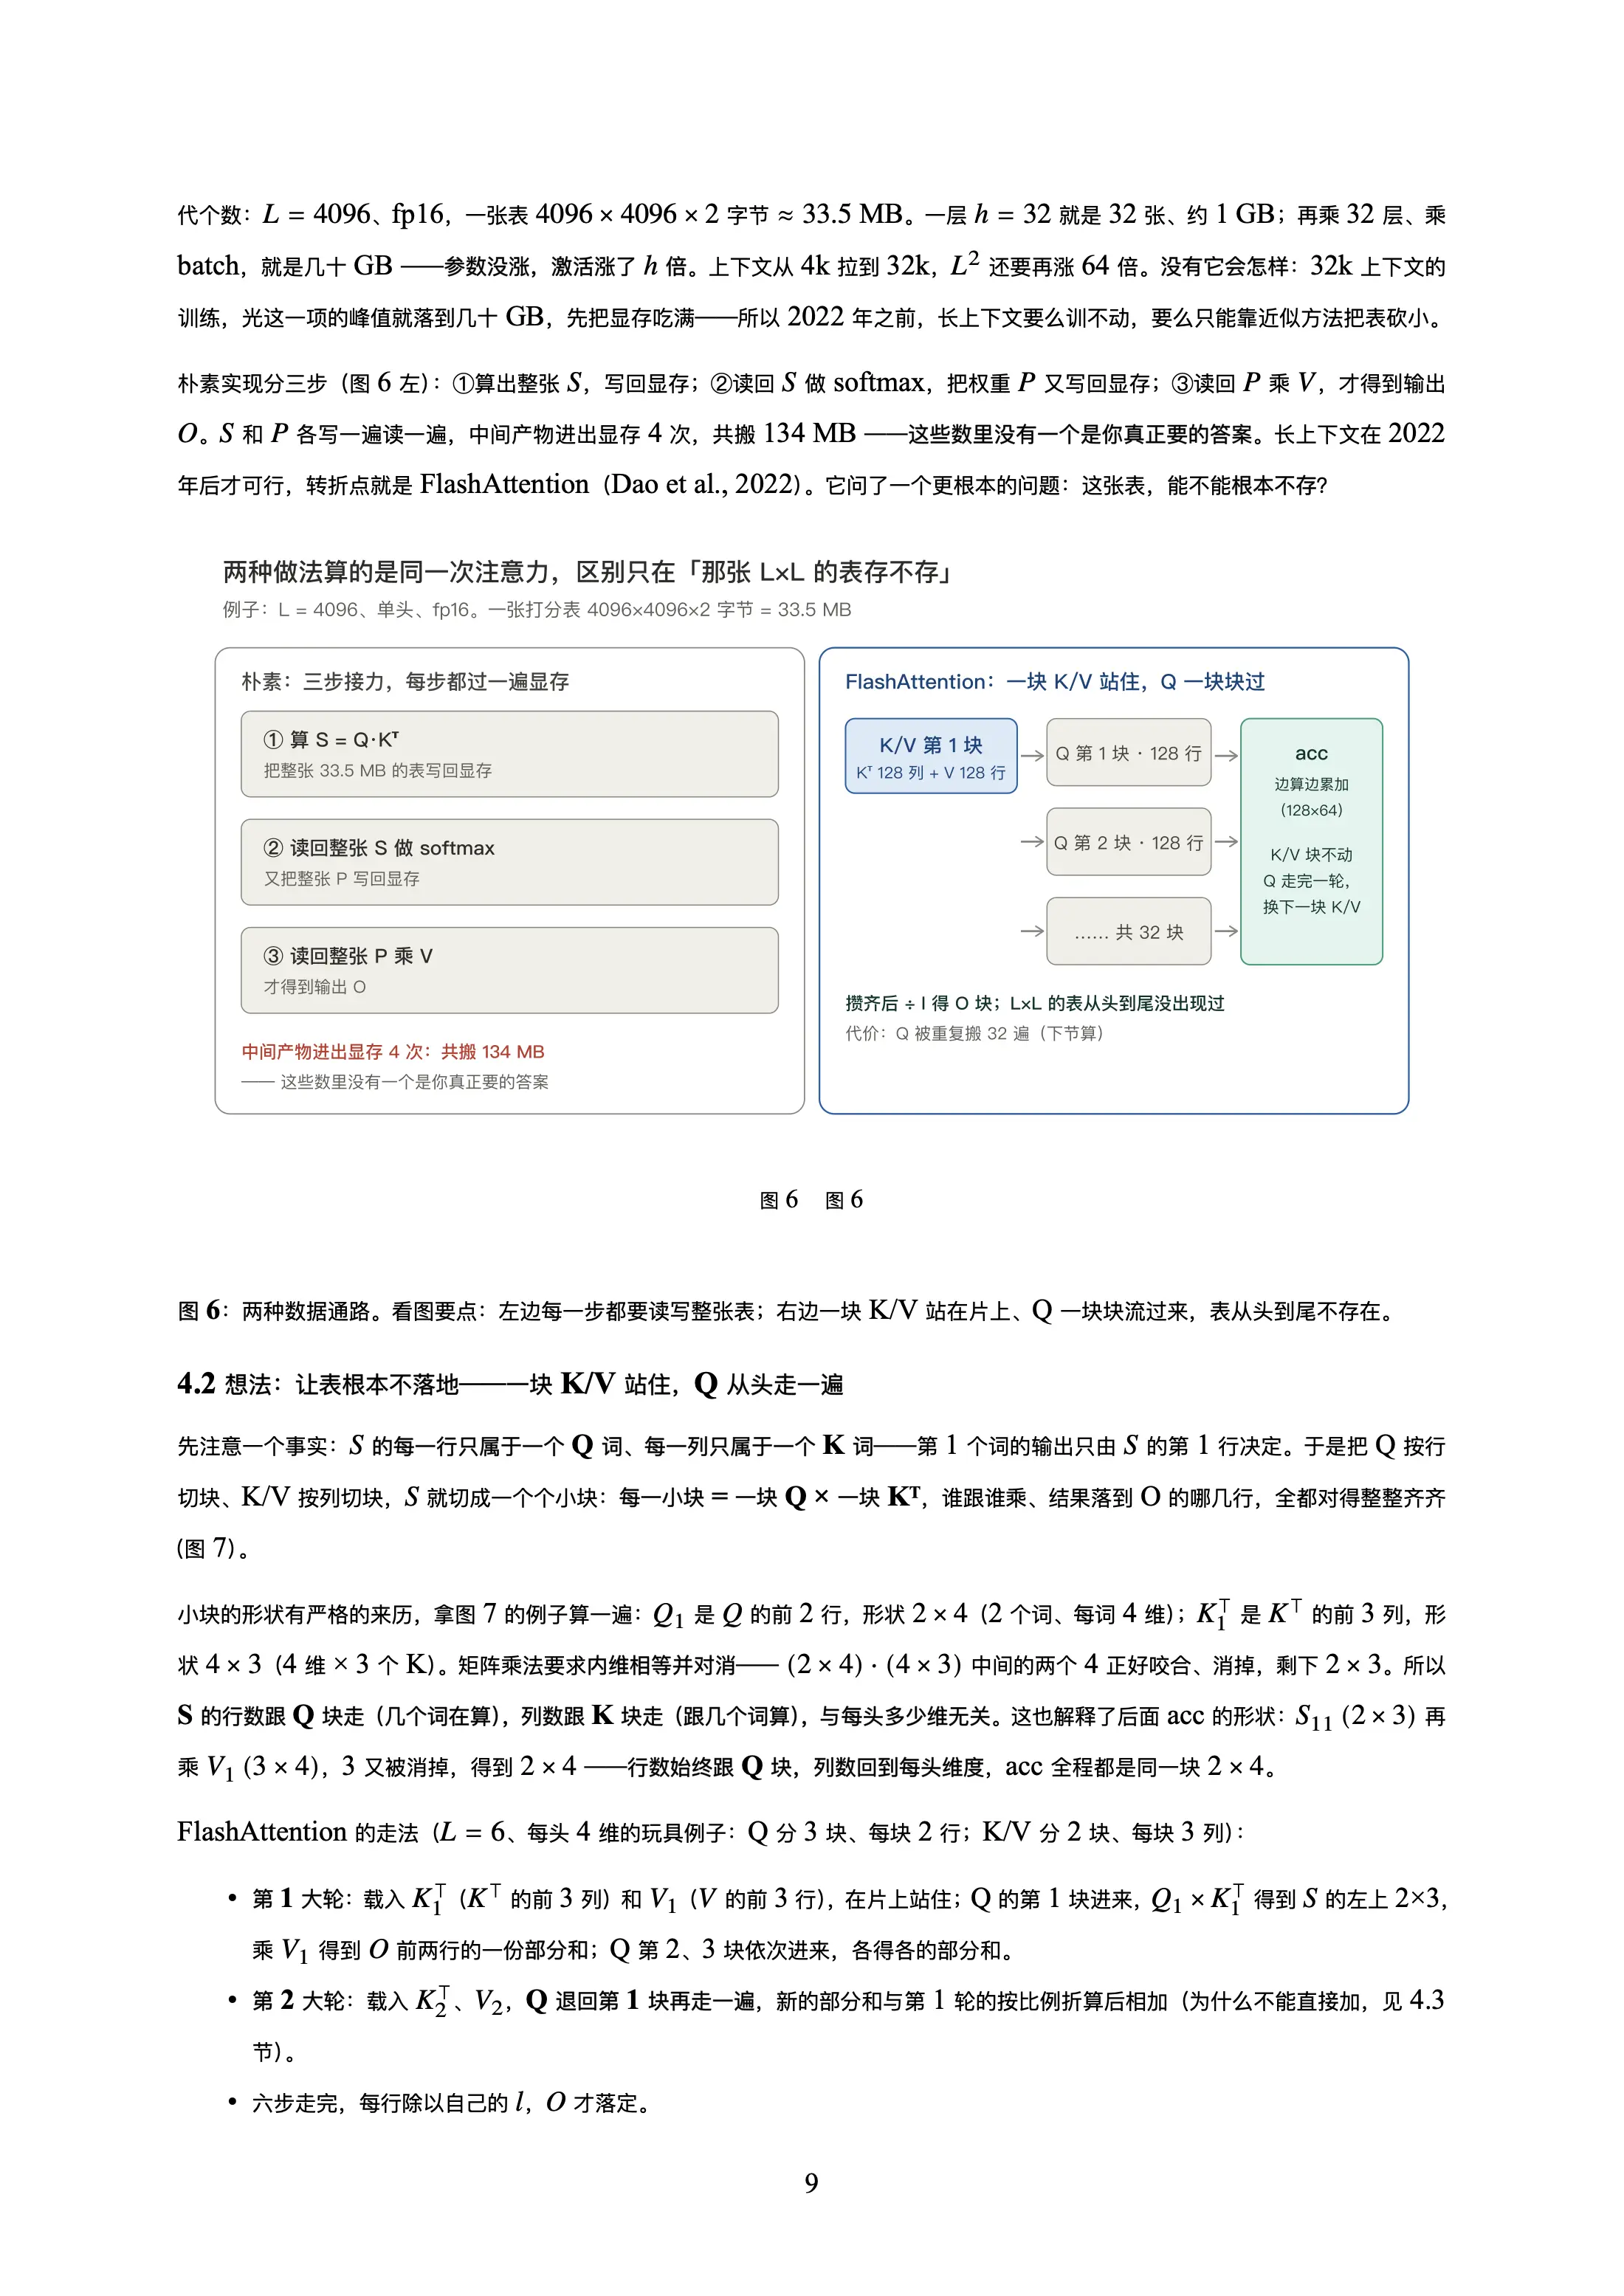 代个数：L = 4096、fp16，一张表 4096 × 4096 × 2 字节 ≈ 33.5 MB。一层 h = 32 就是 32 张、约 1 GB；再乘 32 层、乘
batch，就是几十 GB ——参数没涨，激活涨了 h 倍。上下文从 4k 拉到 32k，L² 还要再涨 64 倍。没有它会怎样：32k 上下文的
训练，光这一项的峰值就落到几十 GB，先把显存吃满——所以 2022 年之前，长上下文要么训不动，要么只能靠近似方法把表砍小。
朴素实现分三步（图 6 左）：①算出整张 S，写回显存；②读回 S 做 softmax，把权重 P 又写回显存；③读回 P 乘 V，才得到输出
O。S 和 P 各写一遍读一遍，中间产物进出显存 4 次，共搬 134 MB ——这些数里没有一个是你真正要的答案。长上下文在 2022
年后才可行，转折点就是 FlashAttention（Dao et al., 2022）。它问了一个更根本的问题：这张表，能不能根本不存？
两种做法算的是同一次注意力，区别只在「那张 L×L 的表存不存」
例子：L = 4096、单头、fp16。一张打分表 4096×4096×2 字节 = 33.5 MB
朴素：三步接力，每步都过一遍显存
① 算 S = Q·Kᵀ
把整张 33.5 MB 的表写回显存
② 读回整张 S 做 softmax
又把整张 P 写回显存
③ 读回整张 P 乘 V
才得到输出 O
中间产物进出显存 4 次：共搬 134 MB
—— 这些数里没有一个是你真正要的答案
FlashAttention：一块 K/V 站住，Q 一块块过
K/V 第 1 块
Kᵀ 128 列 + V 128 行
→ Q 第 1 块 · 128 行 →
→ Q 第 2 块 · 128 行 →
→ …… 共 32 块 →
acc
边算边累加
（128×64）
K/V 块不动
Q 走完一轮，
换下一块 K/V
攒齐后 ÷ l 得 O 块；L×L 的表从头到尾没出现过
代价：Q 被重复搬 32 遍（下节算）
图 6 图 6
图 6：两种数据通路。看图要点：左边每一步都要读写整张表；右边一块 K/V 站在片上、Q 一块块流过来，表从头到尾不存在。
4.2 想法：让表根本不落地——一块 K/V 站住，Q 从头走一遍
先注意一个事实：S 的每一行只属于一个 Q 词、每一列只属于一个 K 词——第 1 个词的输出只由 S 的第 1 行决定。于是把 Q 按行
切块、K/V 按列切块，S 就切成一个个小块：每一小块 = 一块 Q × 一块 Kᵀ，谁跟谁乘、结果落到 O 的哪几行，全都对得整整齐齐
（图 7）。
小块的形状有严格的来历，拿图 7 的例子算一遍：Q₁ 是 Q 的前 2 行，形状 2 × 4（2 个词、每词 4 维）；K₁⊤ 是 K⊤ 的前 3 列，形
状 4 × 3（4 维 × 3 个 K）。矩阵乘法要求内维相等并对消—— (2 × 4) · (4 × 3) 中间的两个 4 正好咬合、消掉，剩下 2 × 3。所以
S 的行数跟 Q 块走（几个词在算），列数跟 K 块走（跟几个词算），与每头多少维无关。这也解释了后面 acc 的形状：S₁₁ (2 × 3) 再
乘 V₁ (3 × 4)，3 又被消掉，得到 2 × 4 ——行数始终跟 Q 块，列数回到每头维度，acc 全程都是同一块 2 × 4。
FlashAttention 的走法（L = 6、每头 4 维的玩具例子：Q 分 3 块、每块 2 行；K/V 分 2 块、每块 3 列）：
• 第 1 大轮：载入 K₁⊤（K⊤ 的前 3 列）和 V₁（V 的前 3 行），在片上站住；Q 的第 1 块进来，Q₁ × K₁⊤ 得到 S 的左上 2×3，
乘 V₁ 得到 O 前两行的一份部分和；Q 第 2、3 块依次进来，各得各的部分和。
• 第 2 大轮：载入 K₂⊤、V₂，Q 退回第 1 块再走一遍，新的部分和与第 1 轮的按比例折算后相加（为什么不能直接加，见 4.3
节）。
• 六步走完，每行除以自己的 l，O 才落定。
9